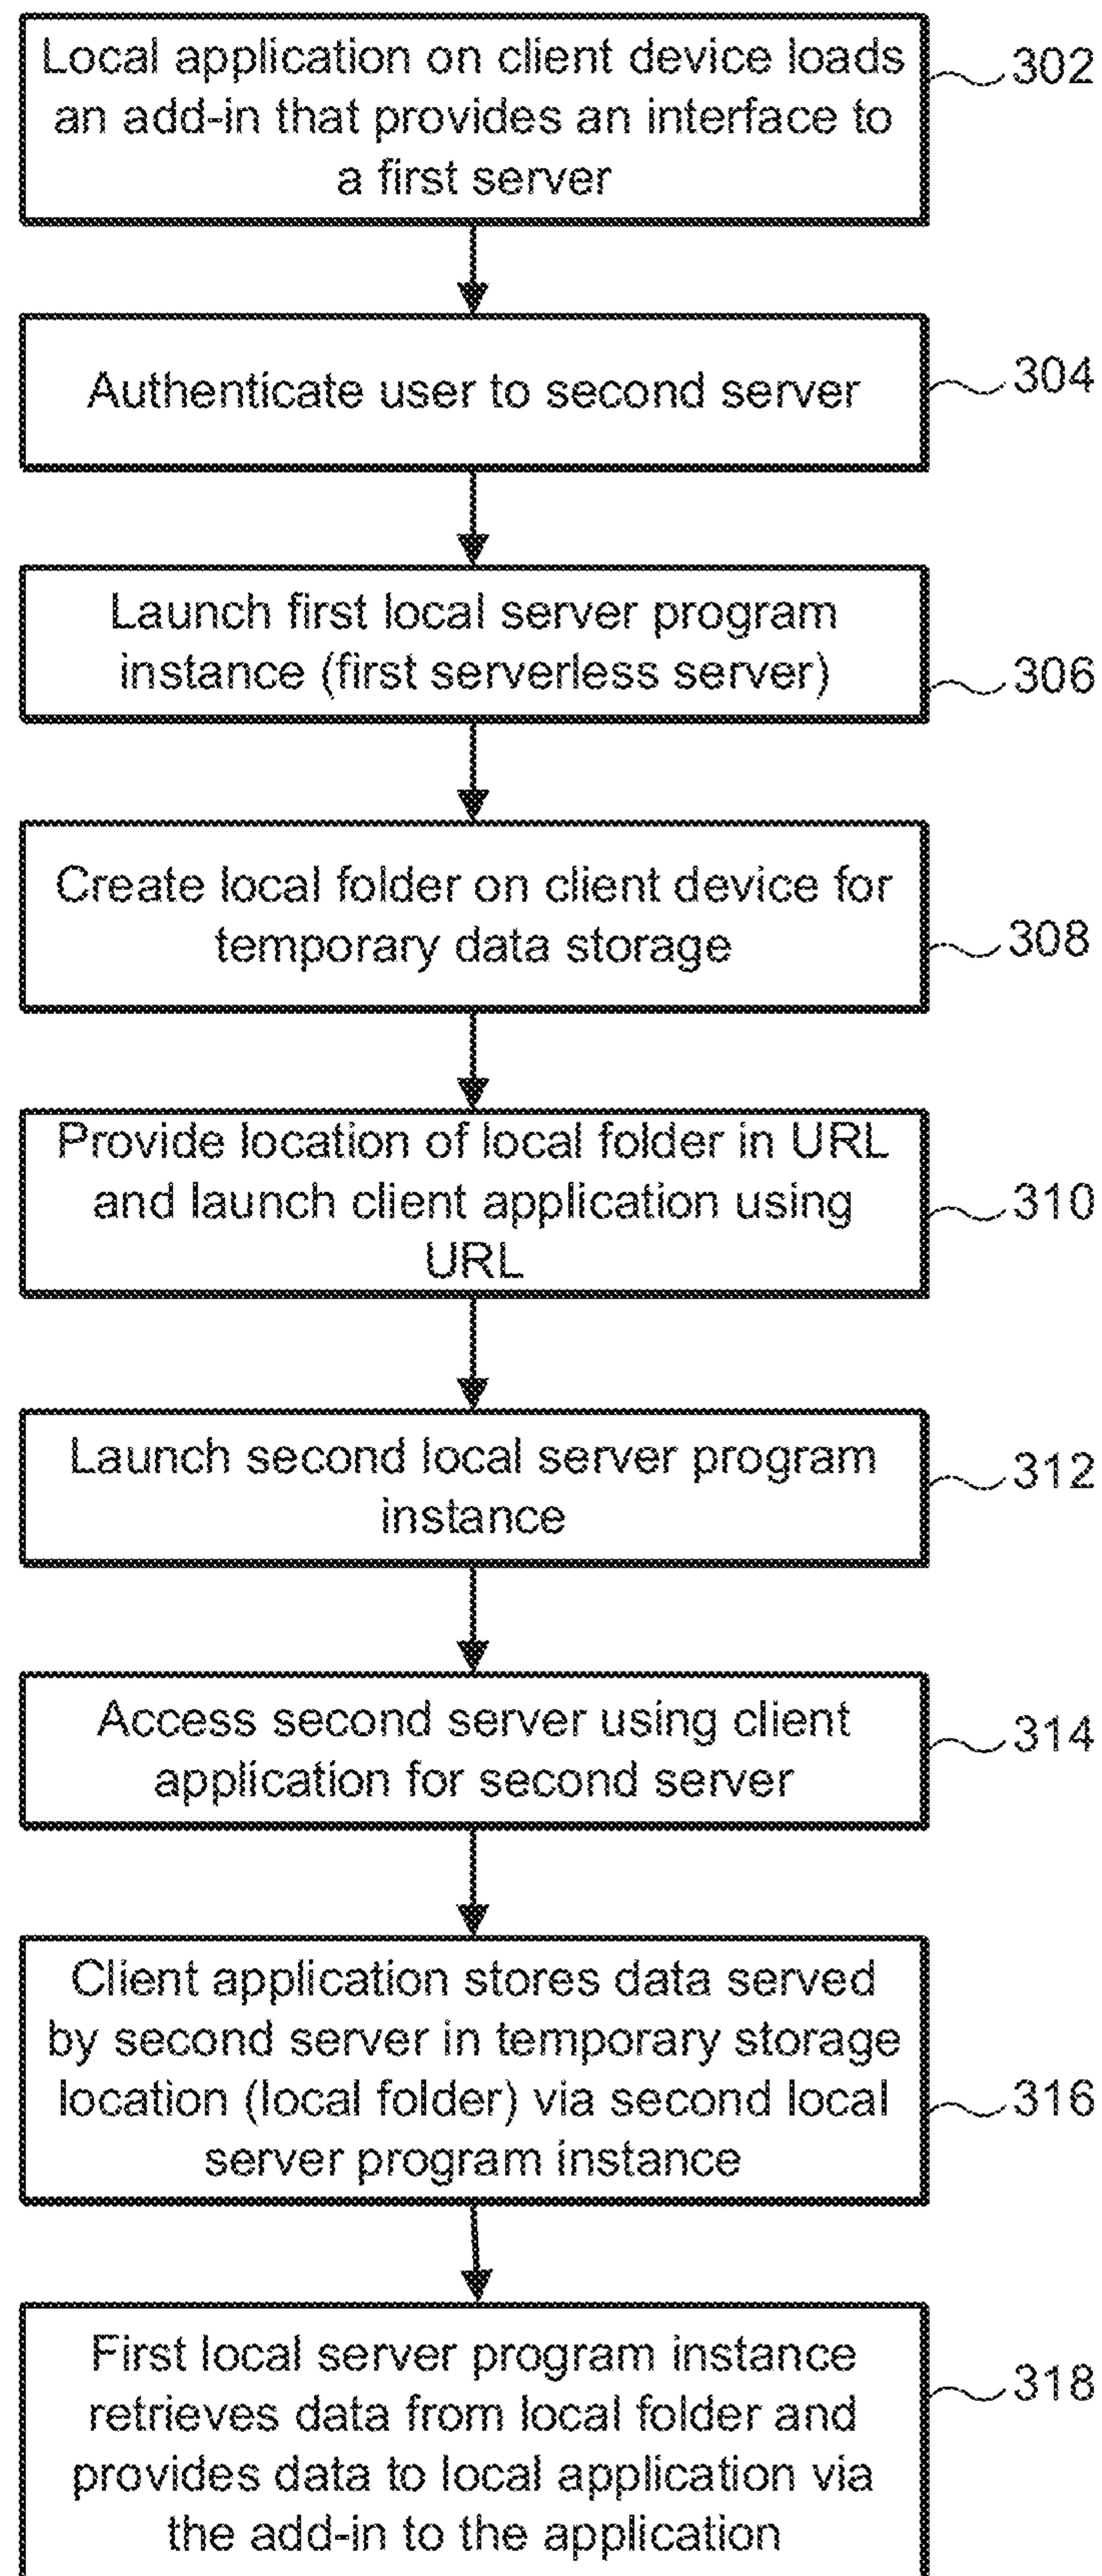 Local application on client device loads
an add-in that provides an interface to
a first server
302
Authenticate user to second server
304
Launch first local server program
instance (first serverless server)
306
Create local folder on client device for
temporary data storage
308
Provide location of local folder in URL
and launch client application using
URL
310
Launch second local server program
instance
312
Access second server using client
application for second server
314
Client application stores data served
by second server in temporary storage
location (local folder) via second local
server program instance
316
First local server program instance
retrieves data from local folder and
provides data to local application via
the add-in to the application
318